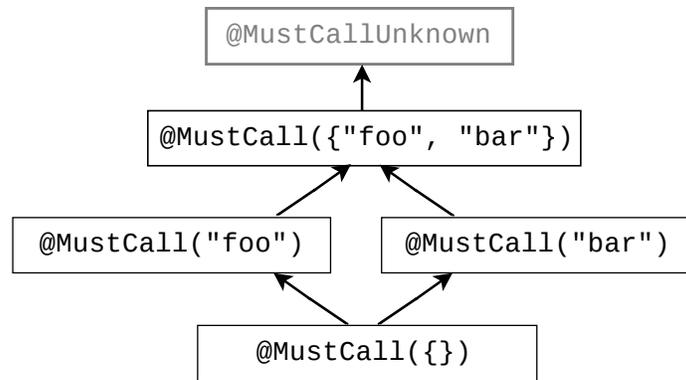 @MustCallUnknown
@MustCall({"foo", "bar"})
@MustCall("foo")
@MustCall("bar")
@MustCall({})